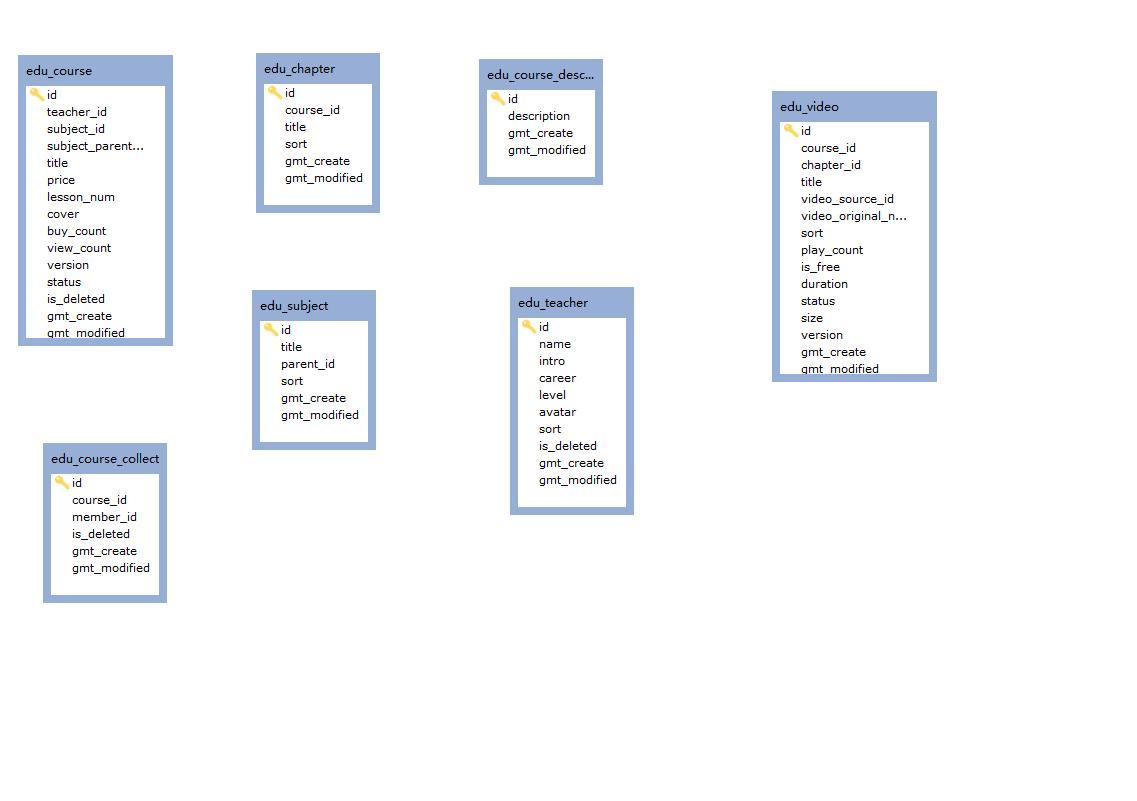 edu_course
id
teacher_id
subject_id
subject_parent...
title
price
lesson_num
cover
buy_count
view_count
version
status
is_deleted
gmt_create
gmt_modified
edu_chapter
id
course_id
title
sort
gmt_create
gmt_modified
edu_course_desc...
id
description
gmt_create
gmt_modified
edu_video
id
course_id
chapter_id
title
video_source_id
video_original_n...
sort
play_count
is_free
duration
status
size
version
gmt_create
gmt_modified
edu_subject
id
title
parent_id
sort
gmt_create
gmt_modified
edu_teacher
id
name
intro
career
level
avatar
sort
is_deleted
gmt_create
gmt_modified
edu_course_collect
id
course_id
member_id
is_deleted
gmt_create
gmt_modified